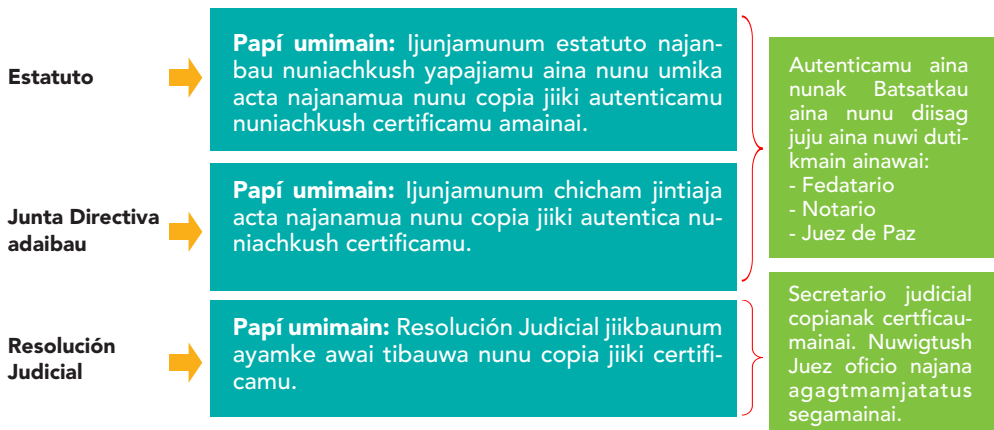 Estatuto
Papí umimain: Ijunjamunum estatuto najan-
bau nuniachkush yapajiamu aina nunu umika
acta najanamua nunu copia jiiki autenticamu
nuniachkush certificamu amainai.
Junta Directiva
adaibau
Papí umimain: Ijunjamunum chicham jintiaja
acta najanamua nunu copia jiiki autentica nu-
niachkush certificamu.
Autenticamu aina
nunak Batsatkau
aina nunu diisag
juju aina nuwi duti-
kmain ainawai:
- Fedatario
- Notario
- Juez de Paz
Resolución
Judicial
Papí umimain: Resolución Judicial jiikbaunum
ayamke awai tibauwa nunu copia jiiki certifi-
camu.
Secretario judicial
copianak certficau-
mainai. Nuwigtush
Juez oficio najana
agagtmamjatatus
segamainai.